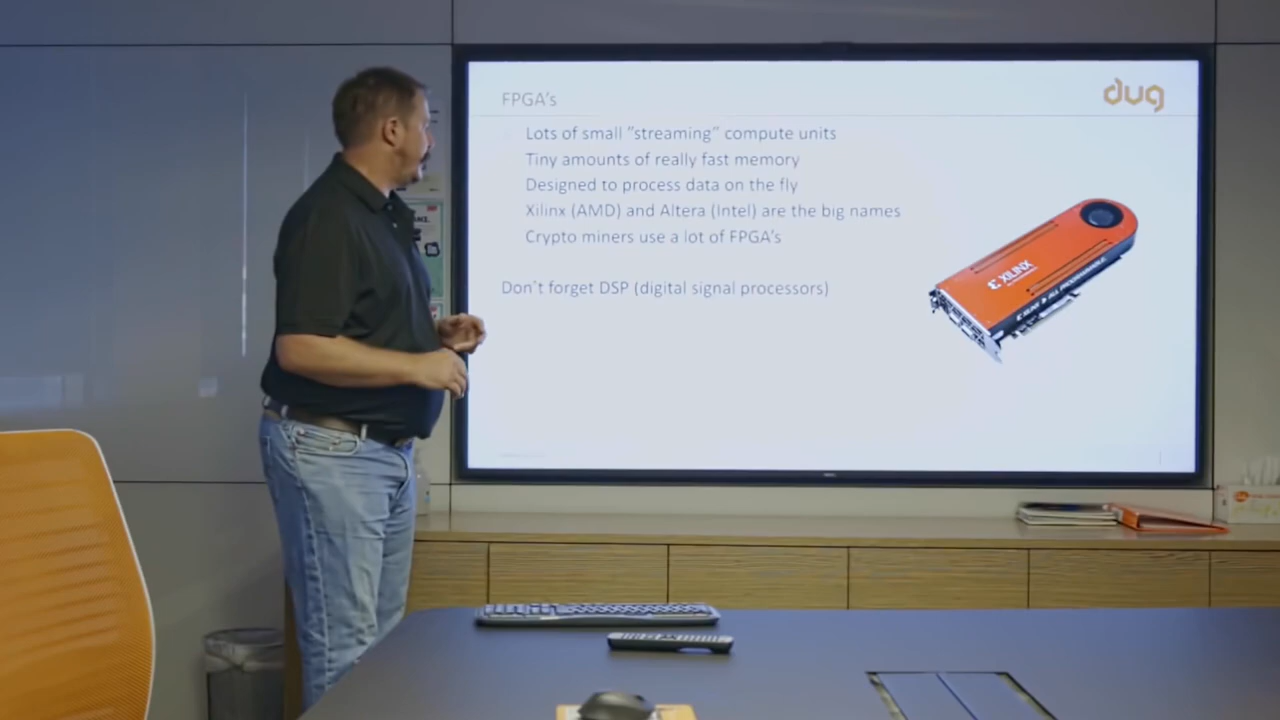 FPGA's
dug
Lots of small "streaming" compute units
Tiny amounts of really fast memory
Designed to process data on the fly
Xilinx (AMD) and Altera (Intel) are the big names
Crypto miners use a lot of FPGA's
Don't forget DSP (digital signal processors)
XILINX